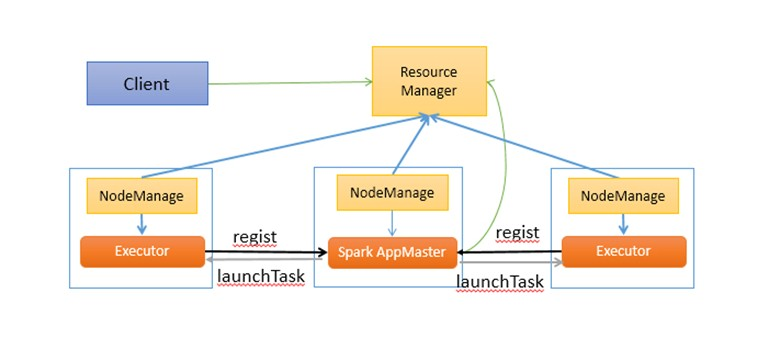 Client
Resource
Manager
NodeManage
NodeManage
NodeManage
Executor
regist
Spark AppMaster
regist
Executor
launchTask
launchTask